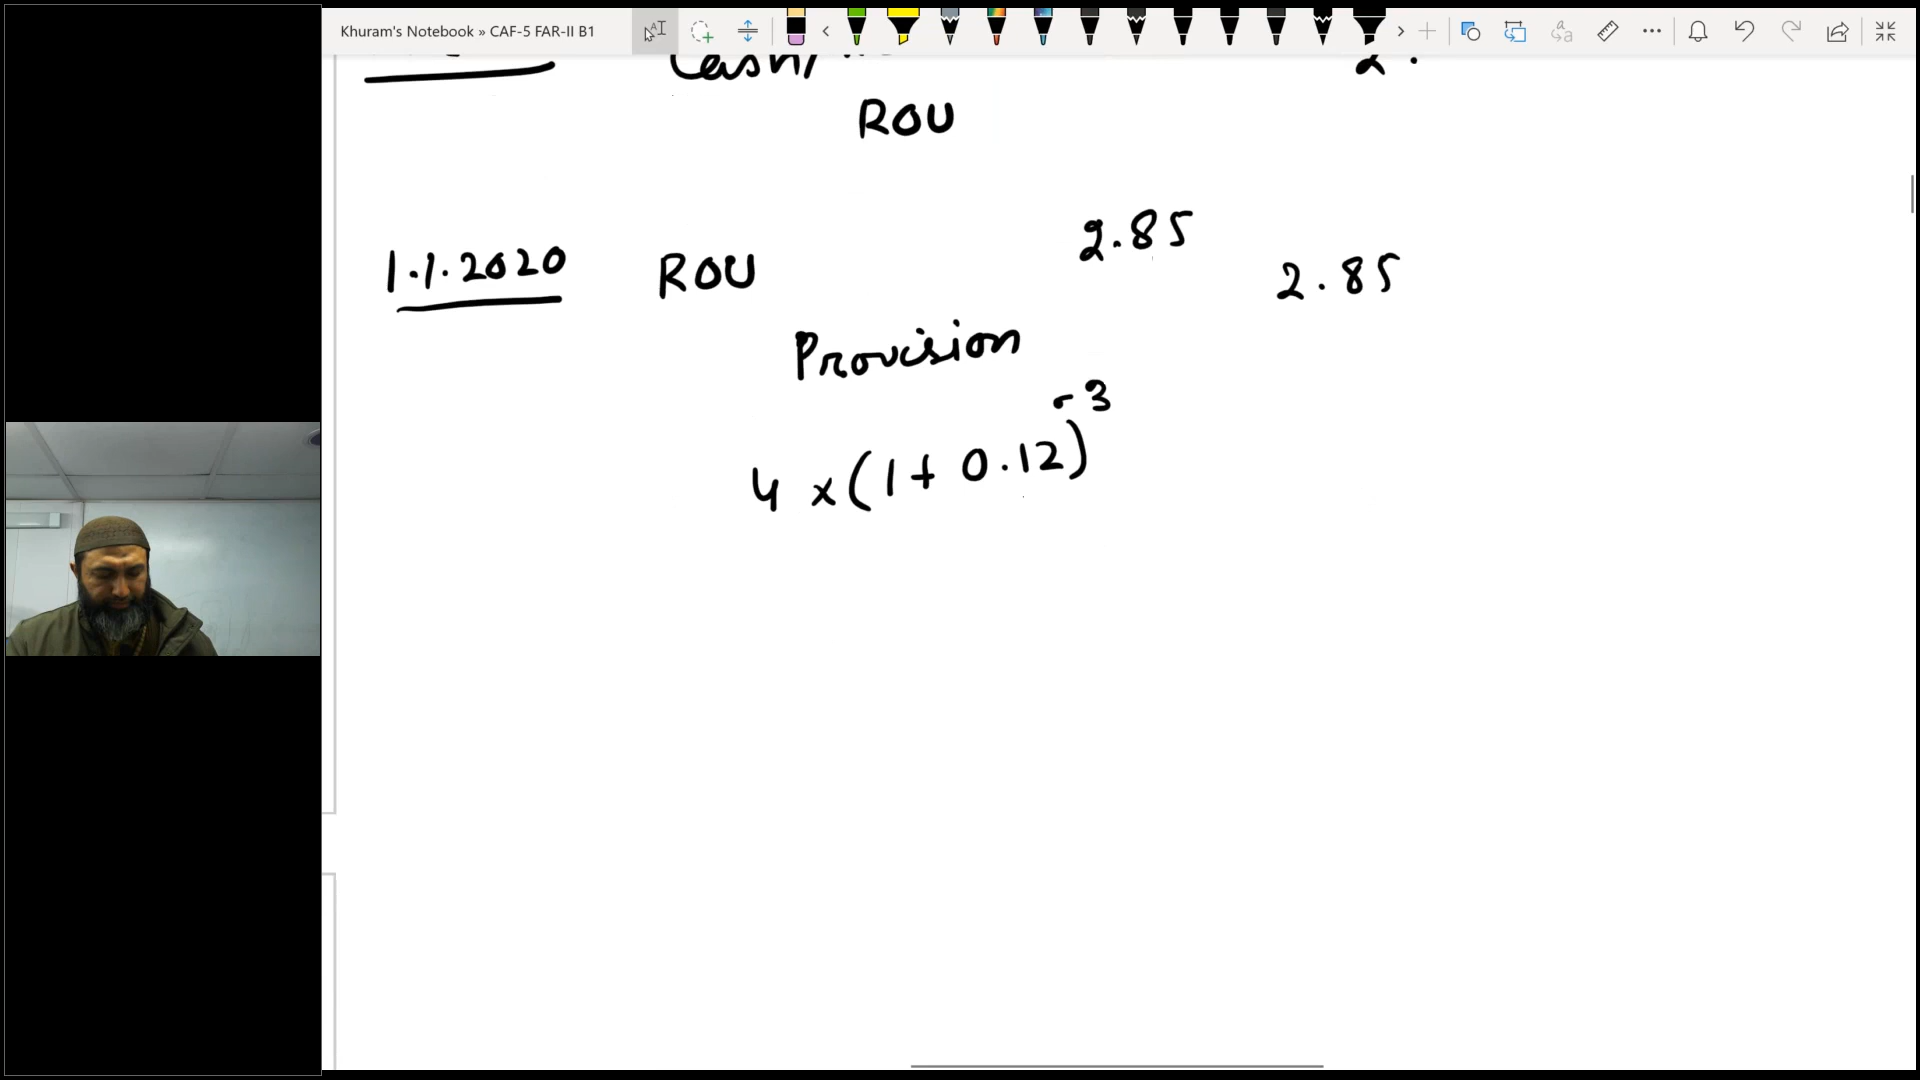 Khuram's Notebook » CAF-5 FAR-II B1
Cash/
ROU
1.1.2020 ROU 2.85
2.85
Provision
4 x (1 + 0.12)-3